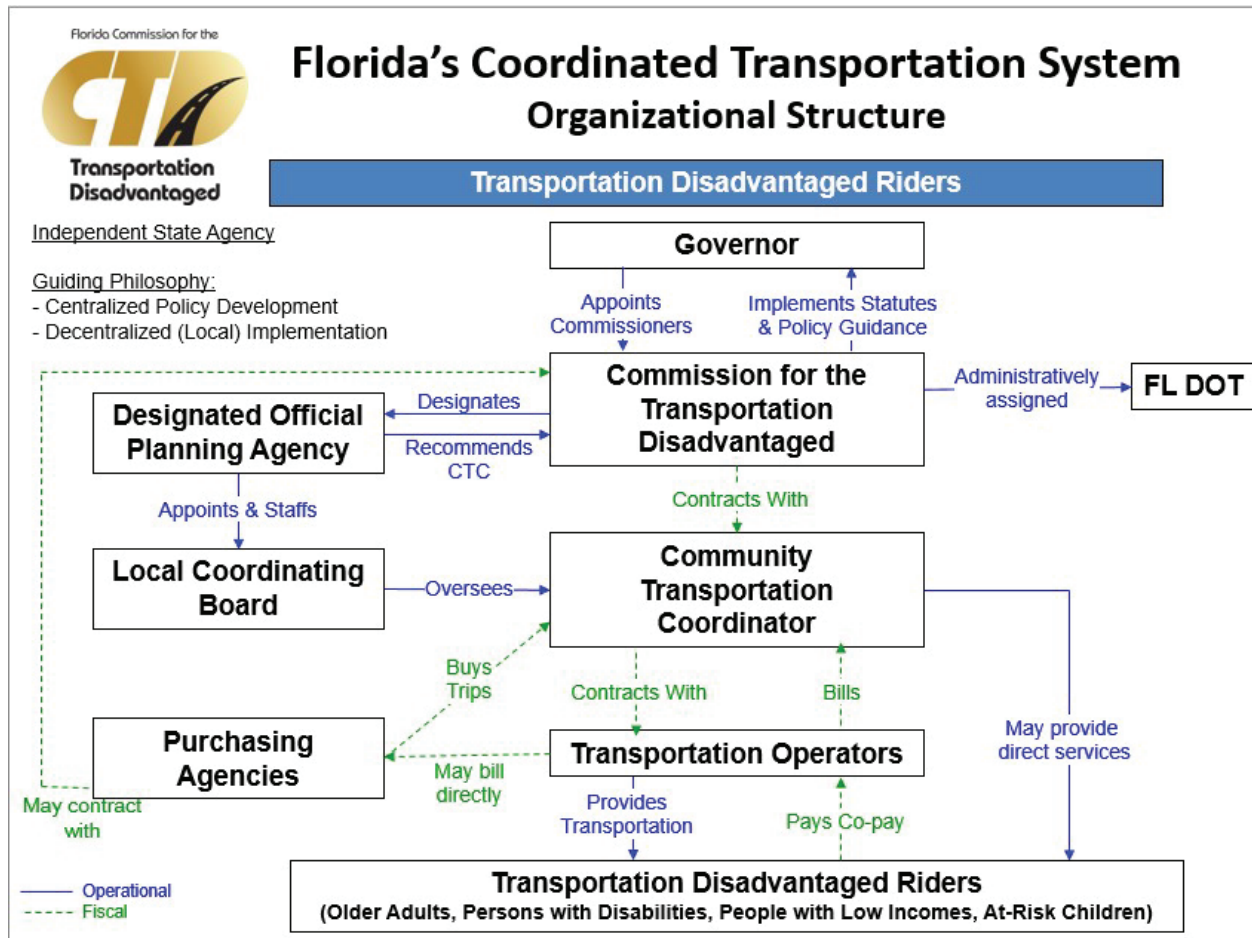 Florida Commission for the
CTD
Transportation
Disadvantaged
Florida's Coordinated Transportation System
Organizational Structure
Transportation Disadvantaged Riders
Independent State Agency
Guiding Philosophy:
- Centralized Policy Development
- Decentralized (Local) Implementation
Governor
Appoints
Commissioners
Implements Statutes
& Policy Guidance
Commission for the
Transportation
Disadvantaged
Administratively
assigned
FL DOT
Designated Official
Planning Agency
Designates
Recommends
CTC
Appoints & Staffs
Contracts With
Local Coordinating
Board
Oversees
Community
Transportation
Coordinator
Buys
Trips
Contracts With
Bills
May provide
direct services
Purchasing
Agencies
May bill
directly
Transportation Operators
May contract
with
Provides
Transportation
Pays Co-pay
Transportation Disadvantaged Riders
(Older Adults, Persons with Disabilities, People with Low Incomes, At-Risk Children)
Operational
Fiscal